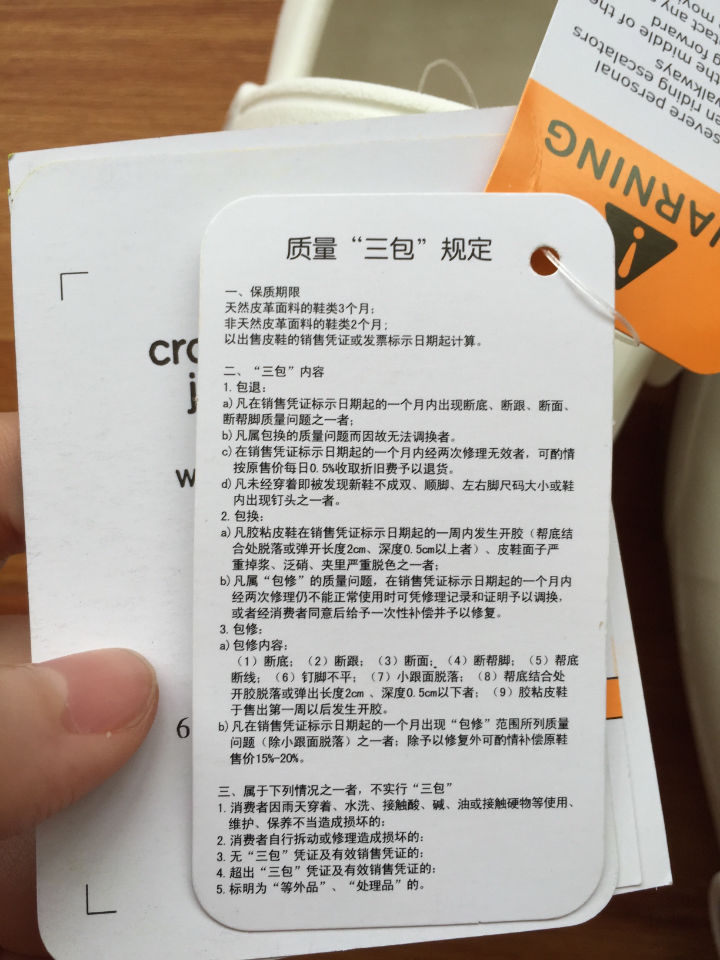 severe personal
en riding escalators
walkways
the middle of the
g forward
tact any
WARNING
cro
j
w
6
质量“三包”规定
一、保质期限
天然皮革面料的鞋类3个月；
非天然皮革面料的鞋类2个月；
以出售皮鞋的销售凭证或发票标示日期起计算。
二、“三包”内容
1.包退：
a)凡在销售凭证标示日期起的一个月内出现断底、断跟、断面、
断帮脚质量问题之一者；
b)凡属包换的质量问题而因故无法调换者。
c)在销售凭证标示日期起的一个月内经两次修理无效者，可酌情
按原售价每日0.5%收取折旧费予以退货。
d)凡未经穿着即被发现新鞋不成双、顺脚、左右脚尺码大小或鞋
内出现钉头之一者。
2.包换：
a)凡胶粘皮鞋在销售凭证标示日期起的一周内发生开胶（帮底结
合处脱落或弹开长度2cm、深度0.5cm以上者）、皮鞋面子严
重掉浆、泛硝、夹里严重脱色之一者；
b)凡属“包修”的质量问题，在销售凭证标示日期起的一个月内
经两次修理仍不能正常使用时可凭修理记录和证明予以调换，
或者经消费者同意后给予一次性补偿并予以修复。
3.包修：
a)包修内容：
（1）断底；（2）断跟；（3）断面；（4）断帮脚；（5）帮底
断线；（6）钉脚不平；（7）小跟面脱落；（8）帮底结合处
开胶脱落或弹出长度2cm 、深度0.5cm以下者；（9）胶粘皮鞋
于售出第一周以后发生开胶。
b)凡在销售凭证标示日期起的一个月出现“包修”范围所列质量
问题（除小跟面脱落）之一者；除予以修复外可酌情补偿原鞋
售价15%-20%。
三、属于下列情况之一者，不实行“三包”
1.消费者因雨天穿着、水洗、接触酸、碱、油或接触硬物等使用、
维护、保养不当造成损坏的；
2.消费者自行拆动或修理造成损坏的；
3.无“三包”凭证及有效销售凭证的；
4.超出“三包”凭证及有效销售凭证的；
5.标明为“等外品”、“处理品”的。